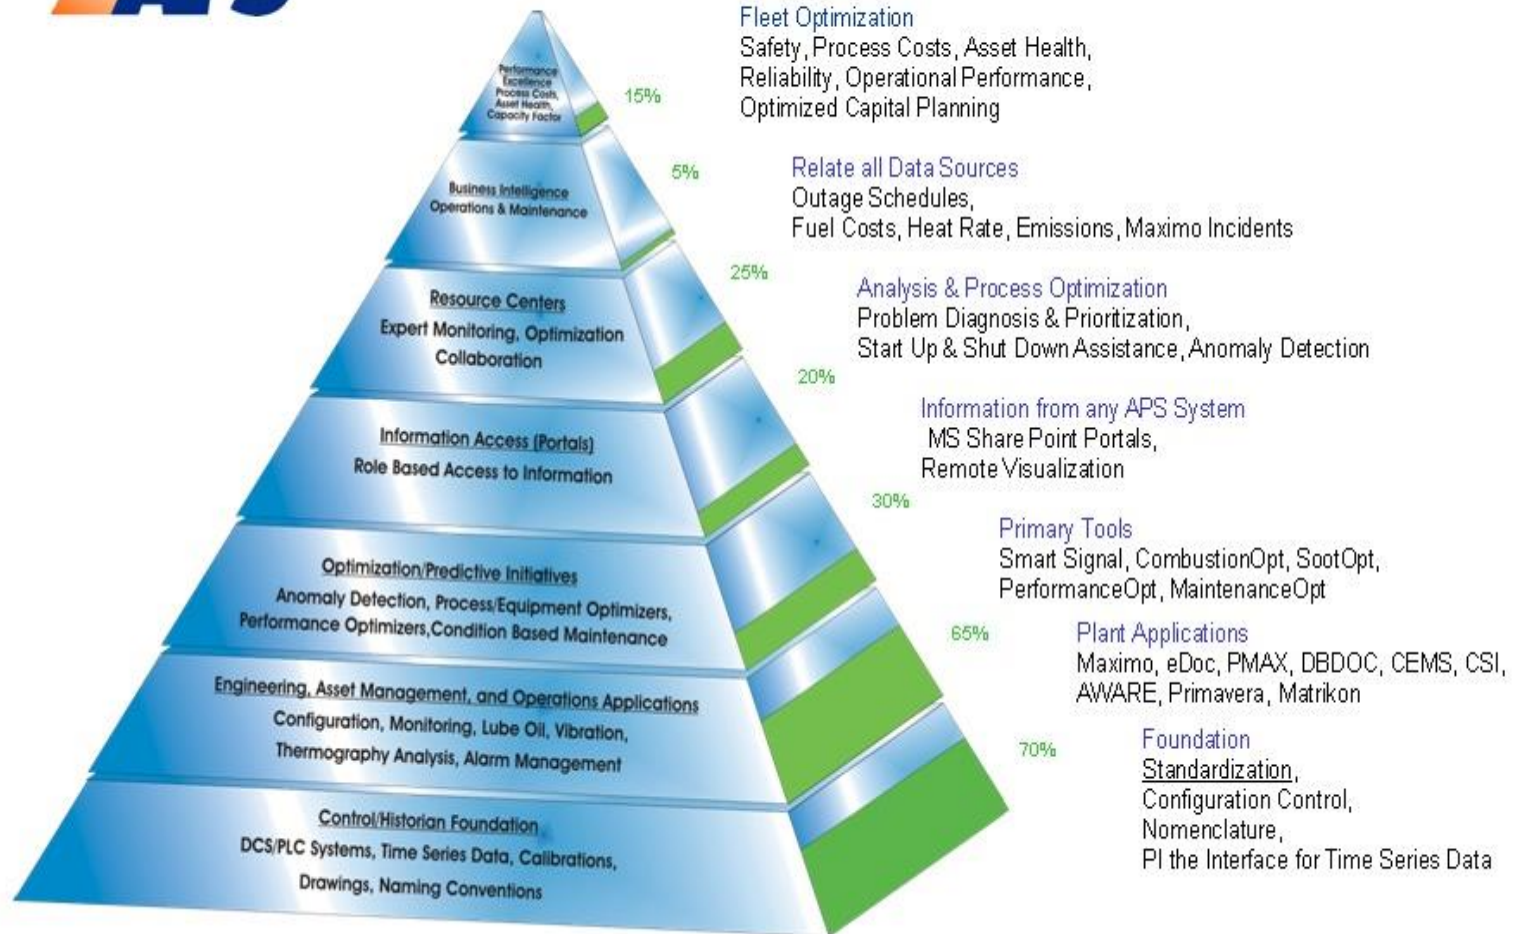 APS
Fleet Optimization
Safety, Process Costs, Asset Health,
Reliability, Operational Performance,
Optimized Capital Planning
Performance
Excellence
Process Costs,
Asset Health,
Capacity Factor
15%
Relate all Data Sources
Outage Schedules,
Fuel Costs, Heat Rate, Emissions, Maximo Incidents
Business Intelligence
Operations & Maintenance
5%
Analysis & Process Optimization
Problem Diagnosis & Prioritization,
Start Up & Shut Down Assistance, Anomaly Detection
Resource Centers
Expert Monitoring, Optimization
Collaboration
25%
Information from any APS System
MS Share Point Portals,
Remote Visualization
Information Access (Portals)
Role Based Access to Information
20%
Primary Tools
Smart Signal, CombustionOpt, SootOpt,
PerformanceOpt, MaintenanceOpt
Optimization/Predictive Initiatives
Anomaly Detection, Process/Equipment Optimizers,
Performance Optimizers,Condition Based Maintenance
30%
Plant Applications
Maximo, eDoc, PMAX, DBDOC, CEMS, CSI,
AWARE, Primavera, Matrikon
Engineering, Asset Management, and Operations Applications
Configuration, Monitoring, Lube Oil, Vibration,
Thermography Analysis, Alarm Management
65%
Foundation
Standardization,
Configuration Control,
Nomenclature,
PI the Interface for Time Series Data
Control/Historian Foundation
DCS/PLC Systems, Time Series Data, Calibrations,
Drawings, Naming Conventions
70%